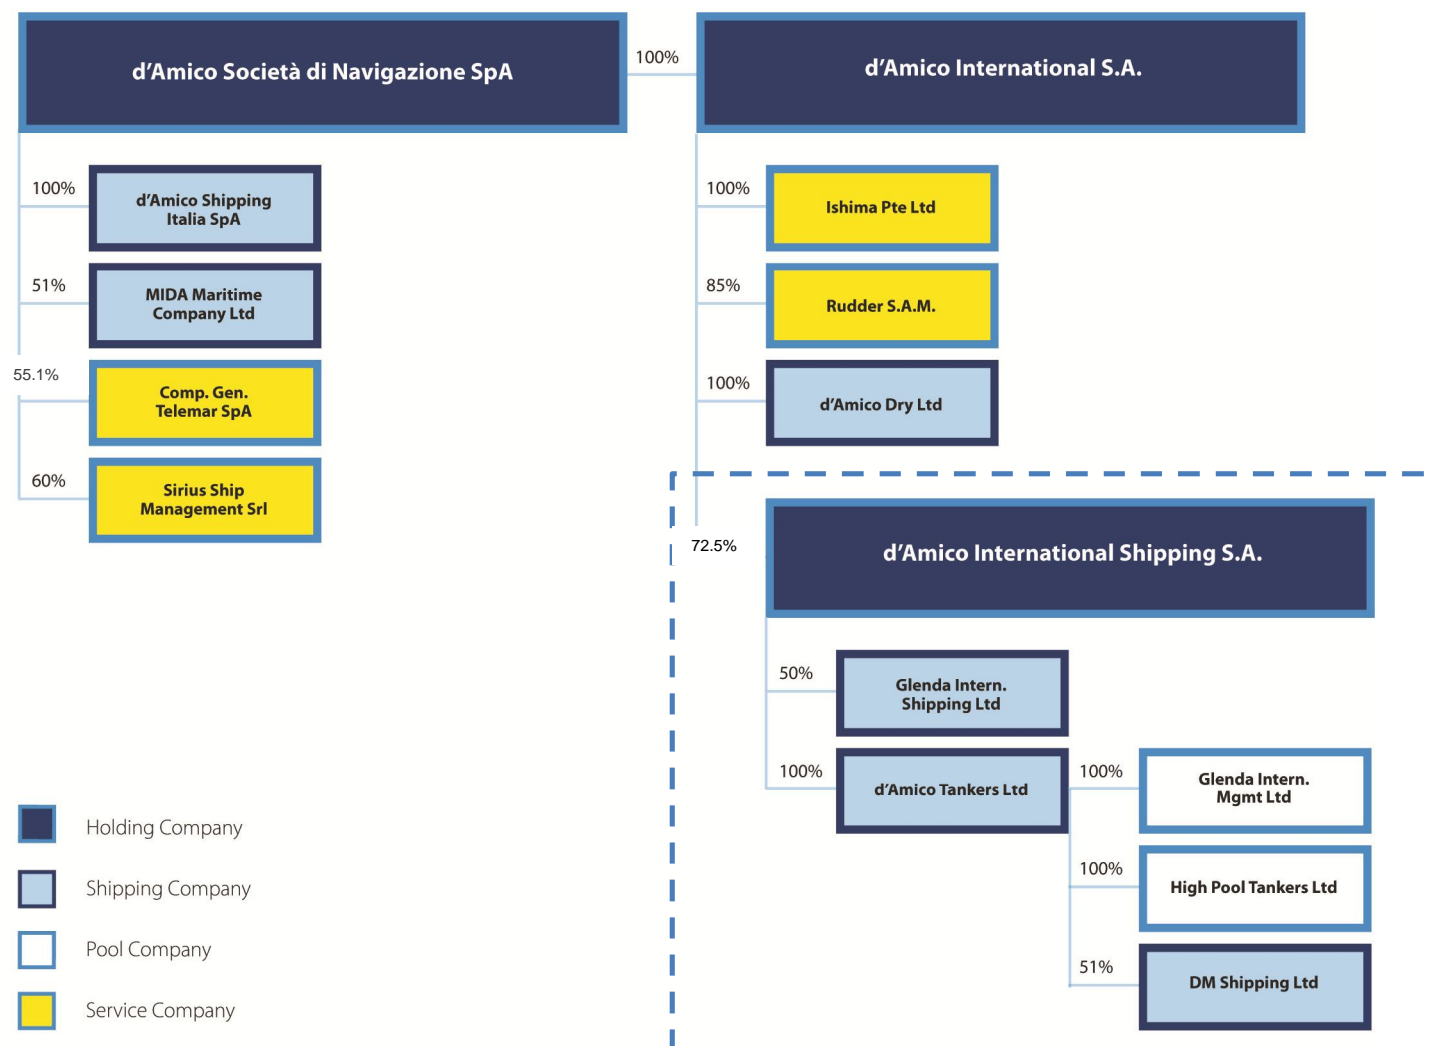 d'Amico Società di Navigazione SpA
100%
d'Amico International S.A.
100%
d'Amico Shipping
Italia SpA
51%
MIDA Maritime
Company Ltd
55.1%
Comp. Gen.
Telemar SpA
60%
Sirius Ship
Management Srl
100%
Ishima Pte Ltd
85%
Rudder S.A.M.
100%
d'Amico Dry Ltd
72.5%
d'Amico International Shipping S.A.
50%
Glenda Intern.
Shipping Ltd
100%
d'Amico Tankers Ltd
100%
Glenda Intern.
Mgmt Ltd
100%
High Pool Tankers Ltd
51%
DM Shipping Ltd
Holding Company
Shipping Company
Pool Company
Service Company